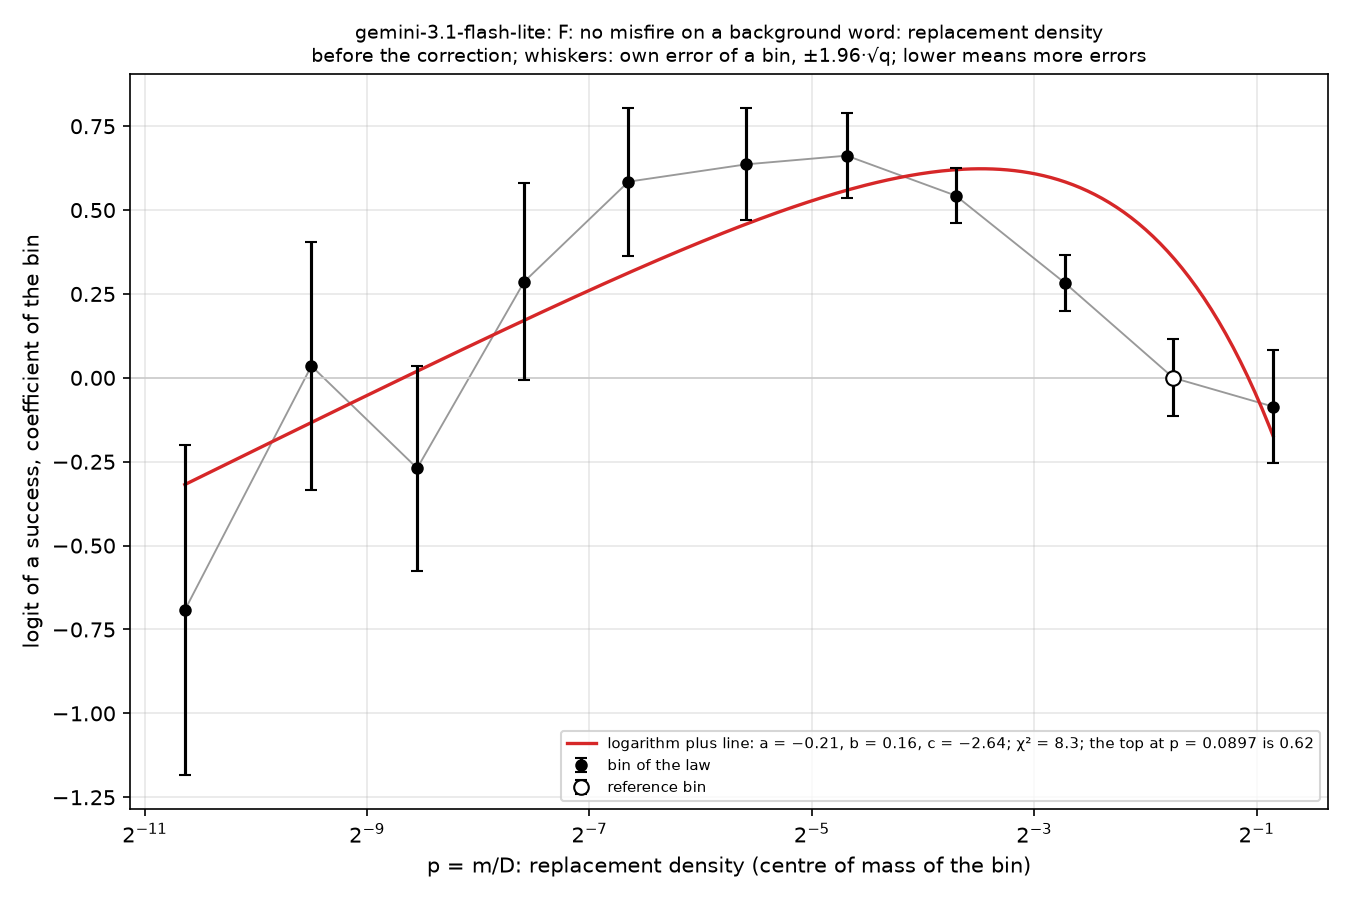 gemini-3.1-flash-lite: F: no misfire on a background word: replacement density
before the correction; whiskers: own error of a bin, ±1.96·√q; lower means more errors
logit of a success, coefficient of the bin
0.75
0.50
0.25
0.00
−0.25
−0.50
−0.75
−1.00
−1.25
logarithm plus line: a = −0.21, b = 0.16, c = −2.64; χ² = 8.3; the top at p = 0.0897 is 0.62
bin of the law
reference bin
2⁻¹¹
2⁻⁹
2⁻⁷
2⁻⁵
2⁻³
2⁻¹
p = m/D: replacement density (centre of mass of the bin)